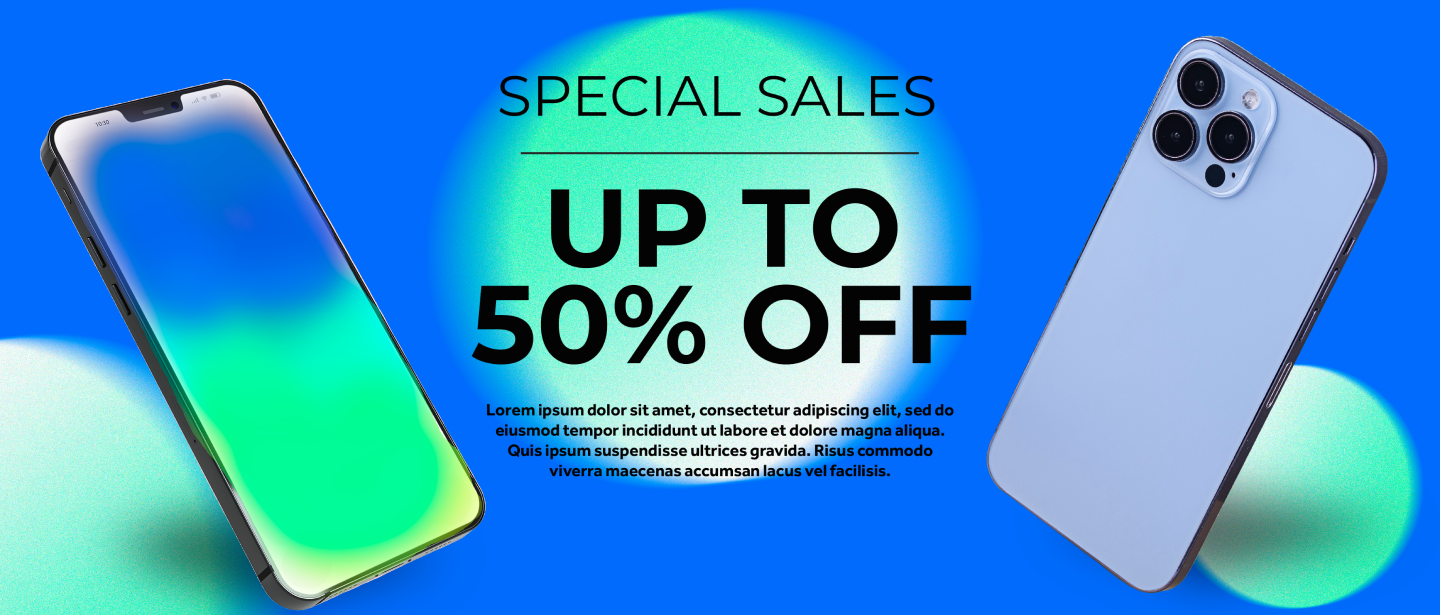 SPECIAL SALES
UP TO
50% OFF
Lorem ipsum dolor sit amet, consectetur adipiscing elit, sed do
eiusmod tempor incididunt ut labore et dolore magna aliqua.
Quis ipsum suspendisse ultrices gravida. Risus commodo
viverra maecenas accumsan lacus vel facilisis.
10:30